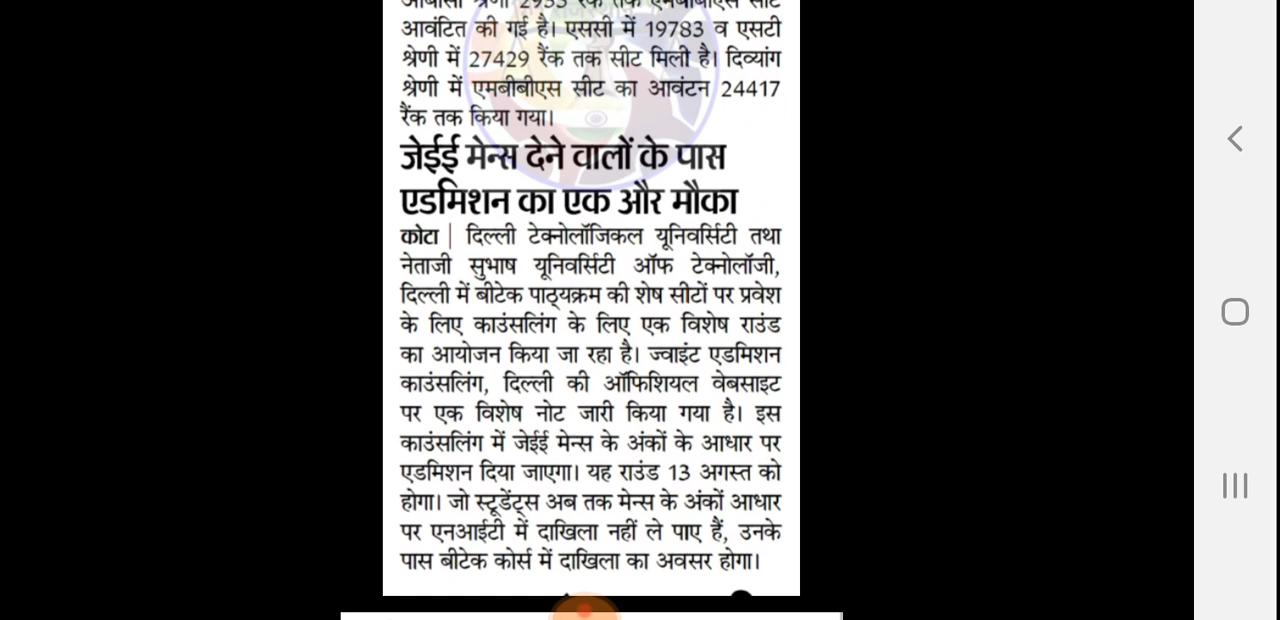 आवंटित की गई है। एससी में 19783 व एसटी
श्रेणी में 27429 रैंक तक सीट मिली है। दिव्यांग
श्रेणी में एमबीबीएस सीट का आवंटन 24417
रैंक तक किया गया।
जेईई मेन्स देने वालों के पास
एडमिशन का एक और मौका
कोटा | दिल्ली टेक्नोलॉजिकल यूनिवर्सिटी तथा
नेताजी सुभाष यूनिवर्सिटी ऑफ टेक्नोलॉजी,
दिल्ली में बीटेक पाठ्यक्रम की शेष सीटों पर प्रवेश
के लिए काउंसलिंग के लिए एक विशेष राउंड
का आयोजन किया जा रहा है। ज्वाइंट एडमिशन
काउंसलिंग, दिल्ली की ऑफिशियल वेबसाइट
पर एक विशेष नोट जारी किया गया है। इस
काउंसलिंग में जेईई मेन्स के अंकों के आधार पर
एडमिशन दिया जाएगा। यह राउंड 13 अगस्त को
होगा। जो स्टूडेंट्स अब तक मेन्स के अंकों आधार
पर एनआईटी में दाखिला नहीं ले पाए हैं, उनके
पास बीटेक कोर्स में दाखिला का अवसर होगा।